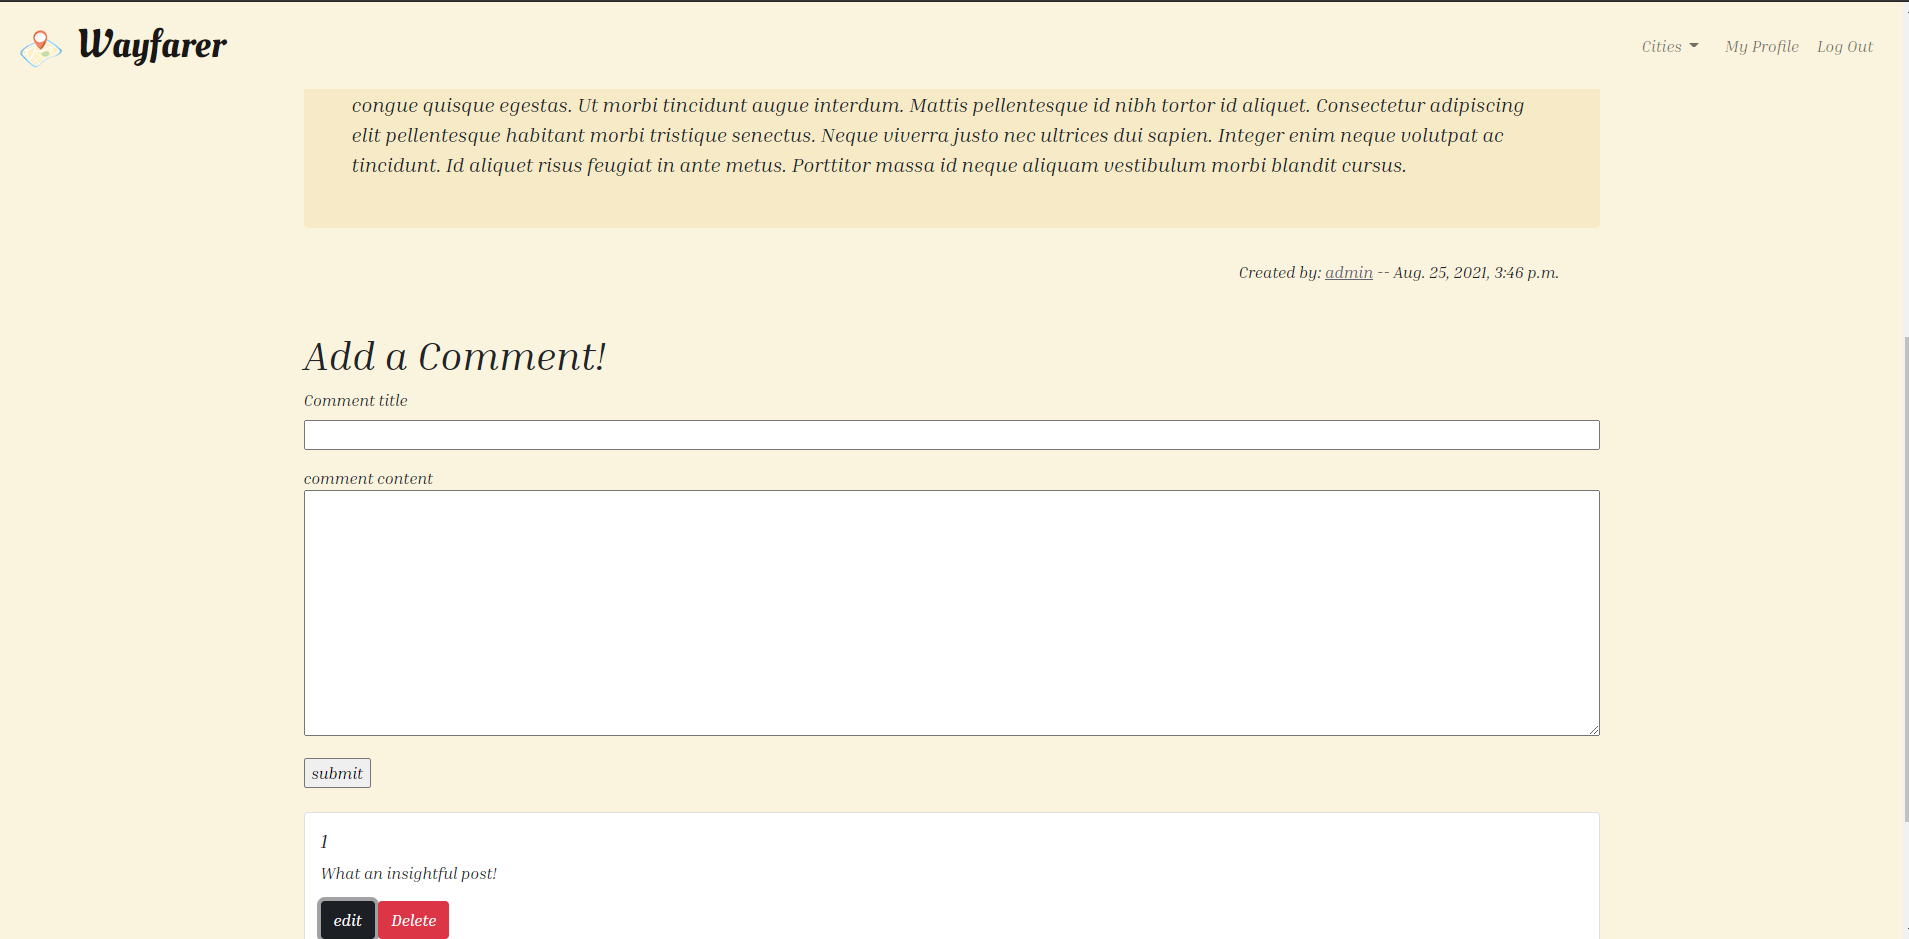 Wayfarer
Cities
My Profile
Log Out
congue quisque egestas. Ut morbi tincidunt augue interdum. Mattis pellentesque id nibh tortor id aliquet. Consectetur adipiscing
elit pellentesque habitant morbi tristique senectus. Neque viverra justo nec ultrices dui sapien. Integer enim neque volutpat ac
tincidunt. Id aliquet risus feugiat in ante metus. Porttitor massa id neque aliquam vestibulum morbi blandit cursus.
Created by: admin -- Aug. 25, 2021, 3:46 p.m.
Add a Comment!
Comment title
comment content
submit
1
What an insightful post!
edit
Delete